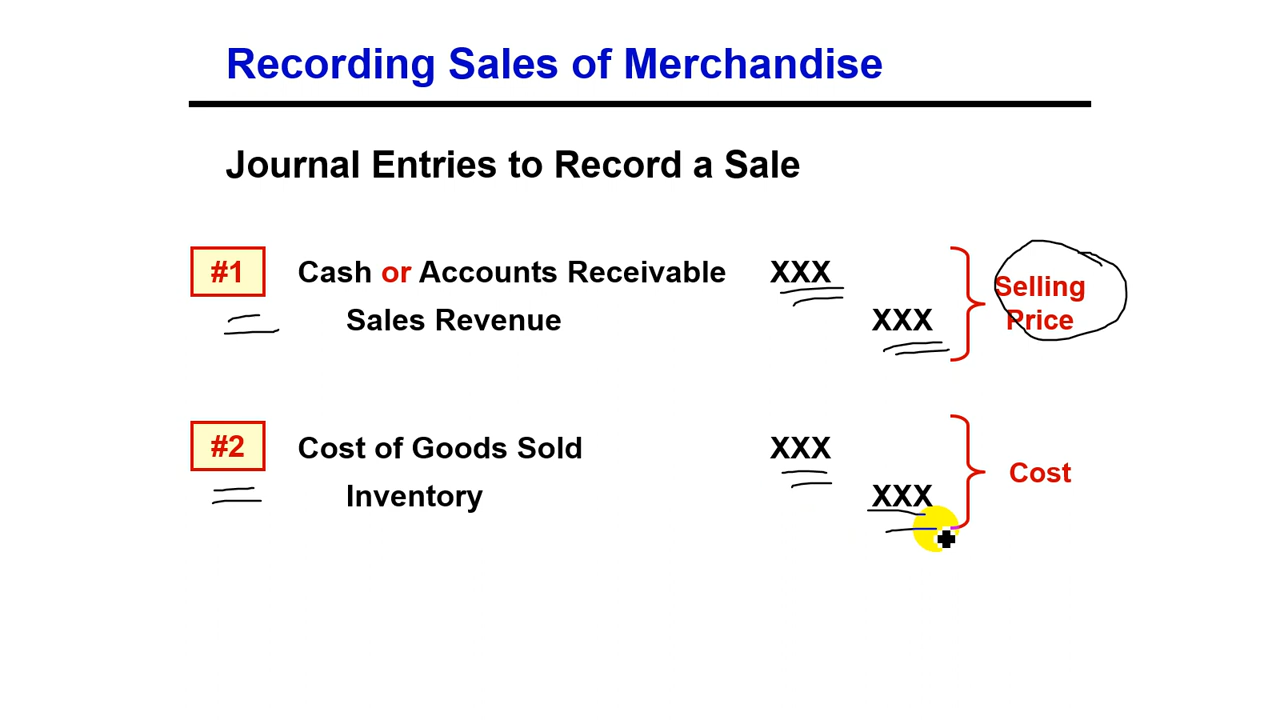 Recording Sales of Merchandise
Journal Entries to Record a Sale
#1 Cash or Accounts Receivable XXX
Sales Revenue XXX
Selling
Price
#2 Cost of Goods Sold XXX
Inventory XXX
Cost